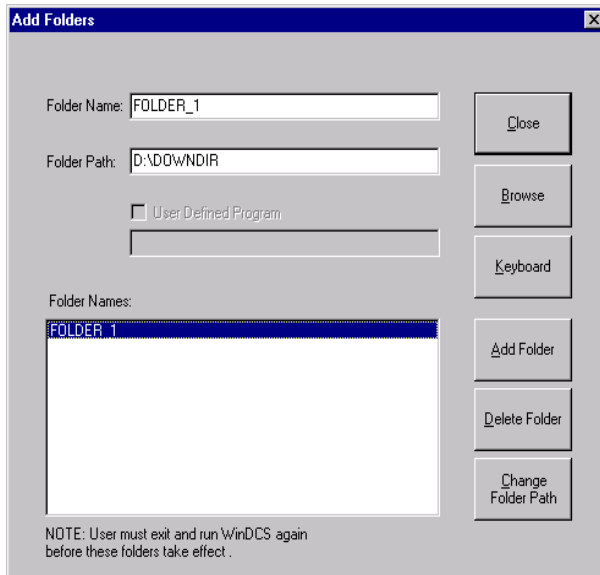 Add Folders
Folder Name: FOLDER_1
Close
Folder Path: D:\DOWNDIR
Browse
User Defined Program
Keyboard
Folder Names:
FOLDER_1
Add Folder
Delete Folder
Change
Folder Path
NOTE: User must exit and run WinDCS again
before these folders take effect .